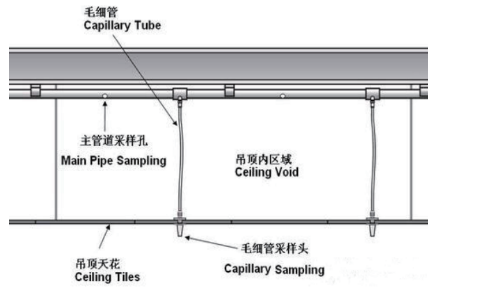 毛细管
Capillary Tube
主管道采样孔
Main Pipe Sampling
吊顶内区域
Ceiling Void
毛细管采样头
Capillary Sampling
吊顶天花
Ceiling Tiles